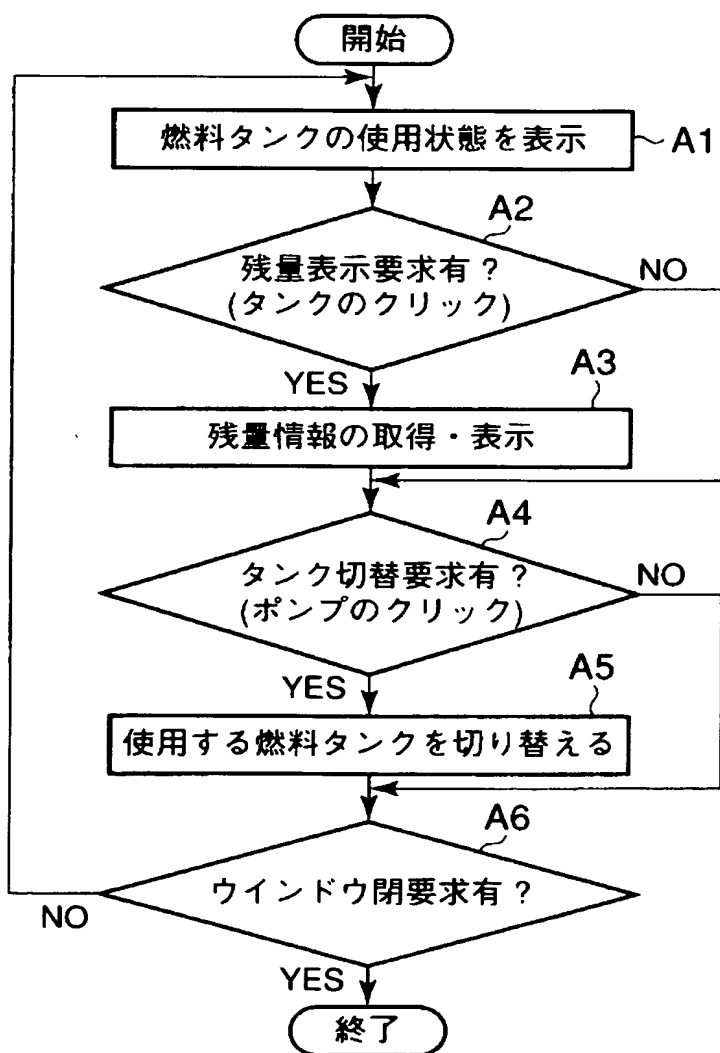 開始
燃料タンクの使用状態を表示
A1
A2
残量表示要求有?
(タンクのクリック)
NO
YES
A3
残量情報の取得・表示
A4
タンク切替要求有?
(ポンプのクリック)
NO
YES
A5
使用する燃料タンクを切り替える
A6
ウインドウ閉要求有?
NO
YES
終了